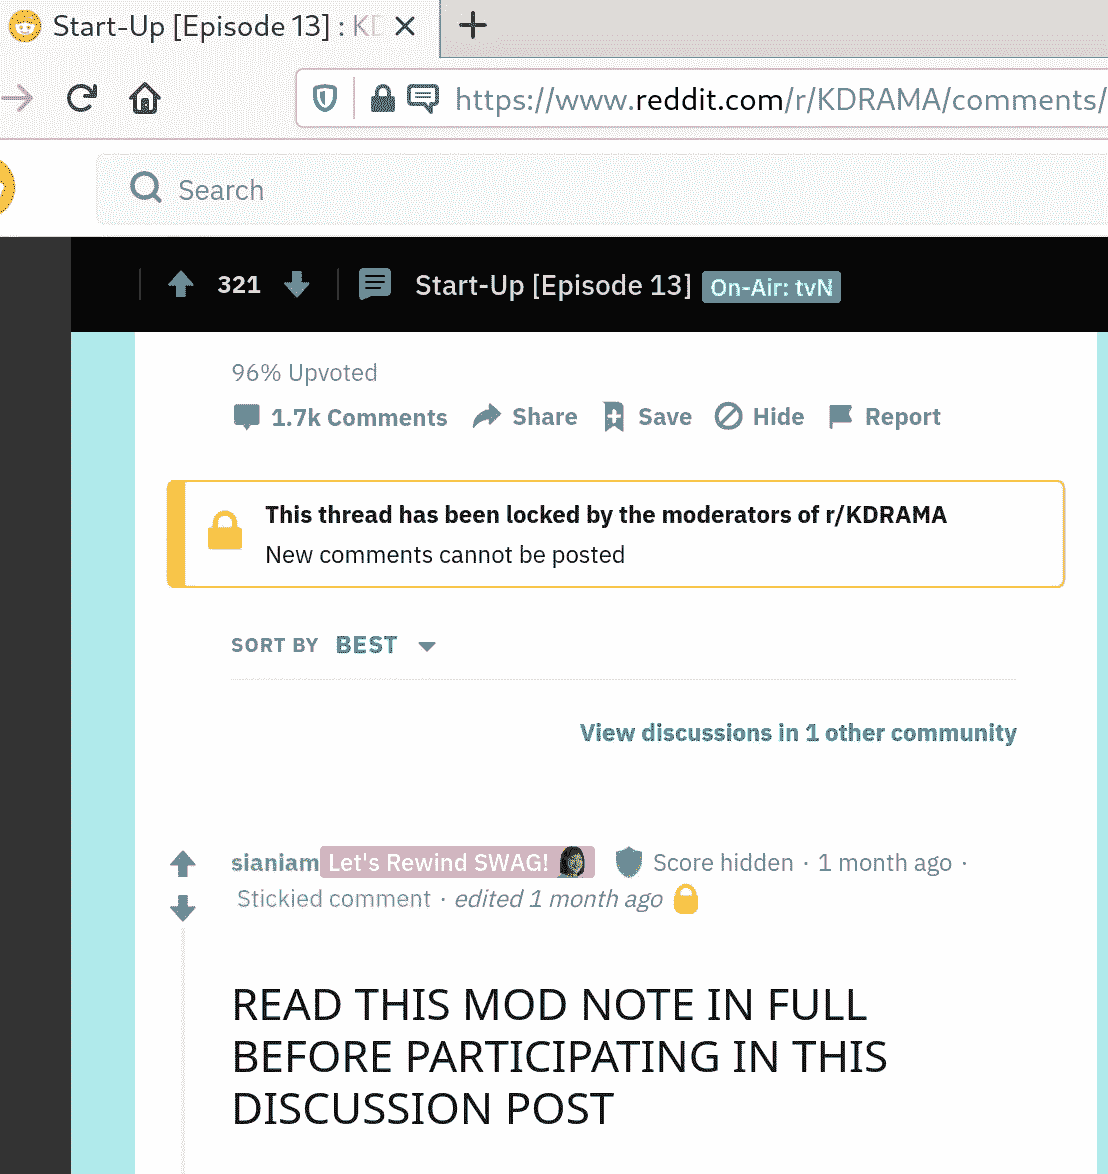 Start-Up [Episode 13] : KD
https://www.reddit.com/r/KDRAMA/comments/
Search
321 Start-Up [Episode 13] On-Air: tvN
96% Upvoted
1.7k Comments Share Save Hide Report
This thread has been locked by the moderators of r/KDRAMA
New comments cannot be posted
SORT BY BEST
View discussions in 1 other community
sianiam Let's Rewind SWAG! Score hidden · 1 month ago ·
Stickied comment · edited 1 month ago
READ THIS MOD NOTE IN FULL
BEFORE PARTICIPATING IN THIS
DISCUSSION POST